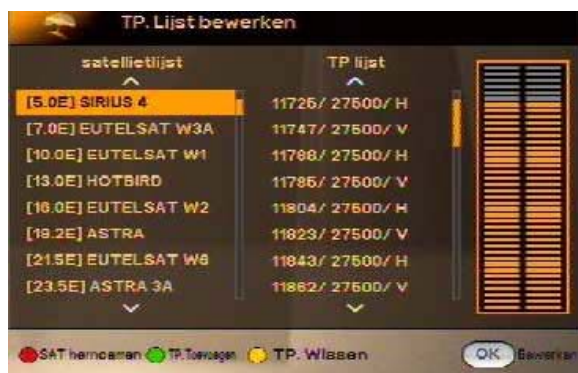 TP. Lijst bewerken
satellietlijst
TP lijst
[5.0E] SIRIUS 4
11725/ 27500/ H
[7.0E] EUTELSAT W3A
11747/ 27500/ V
[10.0E] EUTELSAT W1
11766/ 27500/ H
[13.0E] HOTBIRD
11785/ 27500/ V
[16.0E] EUTELSAT W2
11804/ 27500/ H
[19.2E] ASTRA
11823/ 27500/ V
[21.5E] EUTELSAT W6
11843/ 27500/ H
[23.5E] ASTRA 3A
11862/ 27500/ V
SAT hernoemen TP. Toevoegen TP. Wissen OK Bewerken